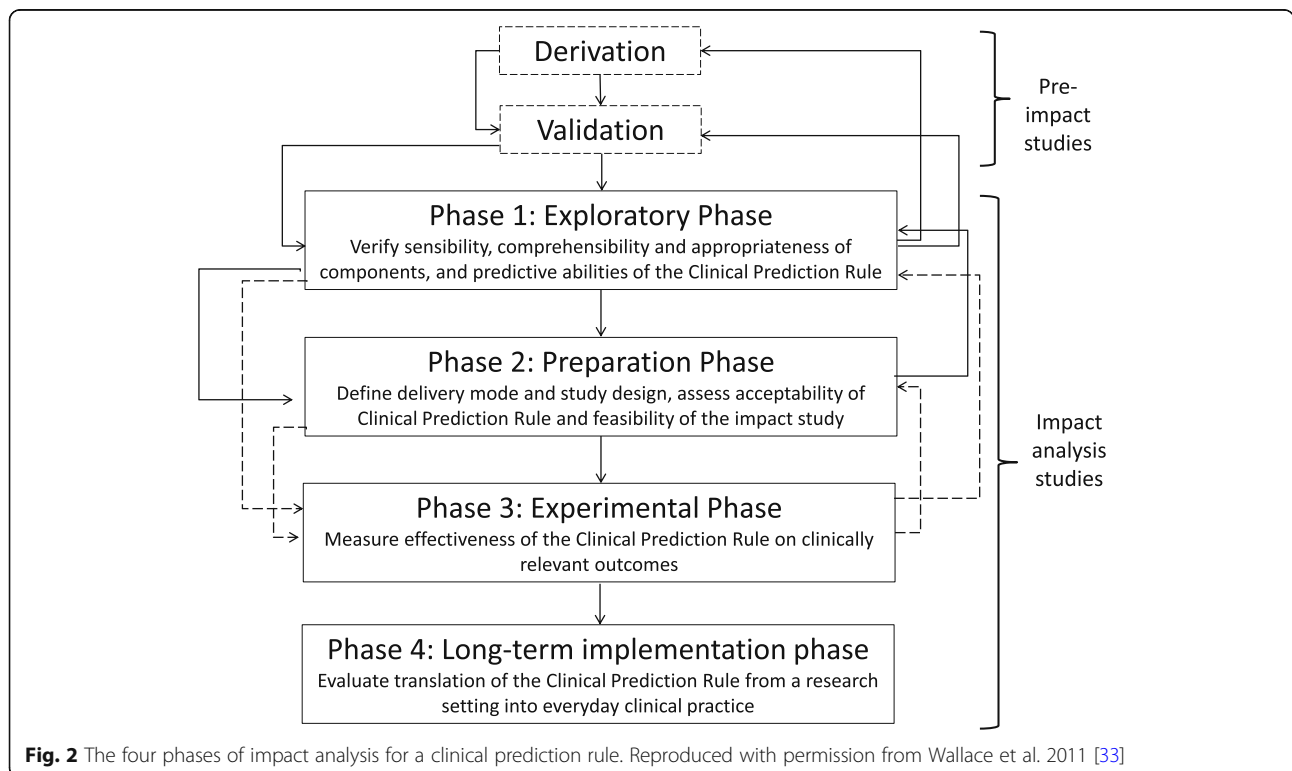 Derivation
Validation
Pre-
impact
studies
Phase 1: Exploratory Phase
Verify sensibility, comprehensibility and appropriateness of
components, and predictive abilities of the Clinical Prediction Rule
Phase 2: Preparation Phase
Define delivery mode and study design, assess acceptability of
Clinical Prediction Rule and feasibility of the impact study
Impact
analysis
studies
Phase 3: Experimental Phase
Measure effectiveness of the Clinical Prediction Rule on clinically
relevant outcomes
Phase 4: Long-term implementation phase
Evaluate translation of the Clinical Prediction Rule from a research
setting into everyday clinical practice
Fig. 2 The four phases of impact analysis for a clinical prediction rule. Reproduced with permission from Wallace et al. 2011 [33]